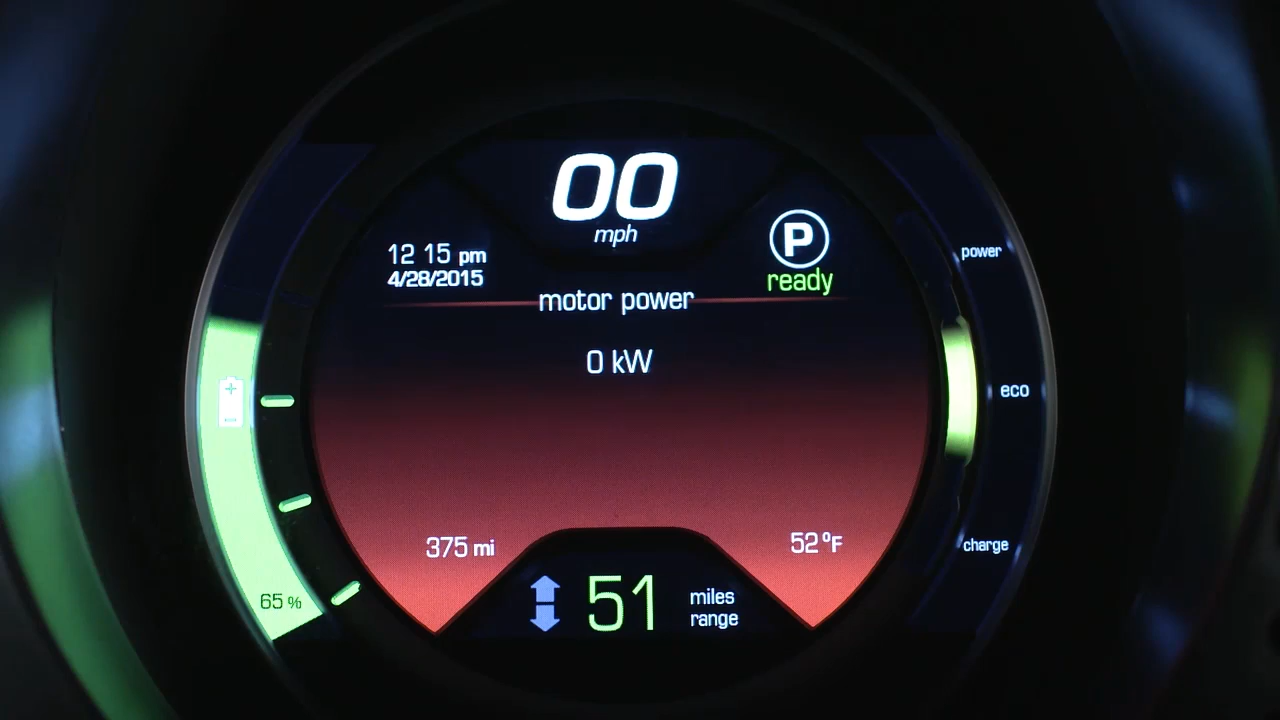 00
mph
12 15 pm
4/28/2015
P
ready
motor power
0 kW
power
eco
charge
375 mi
52°F
65 %
51
miles
range